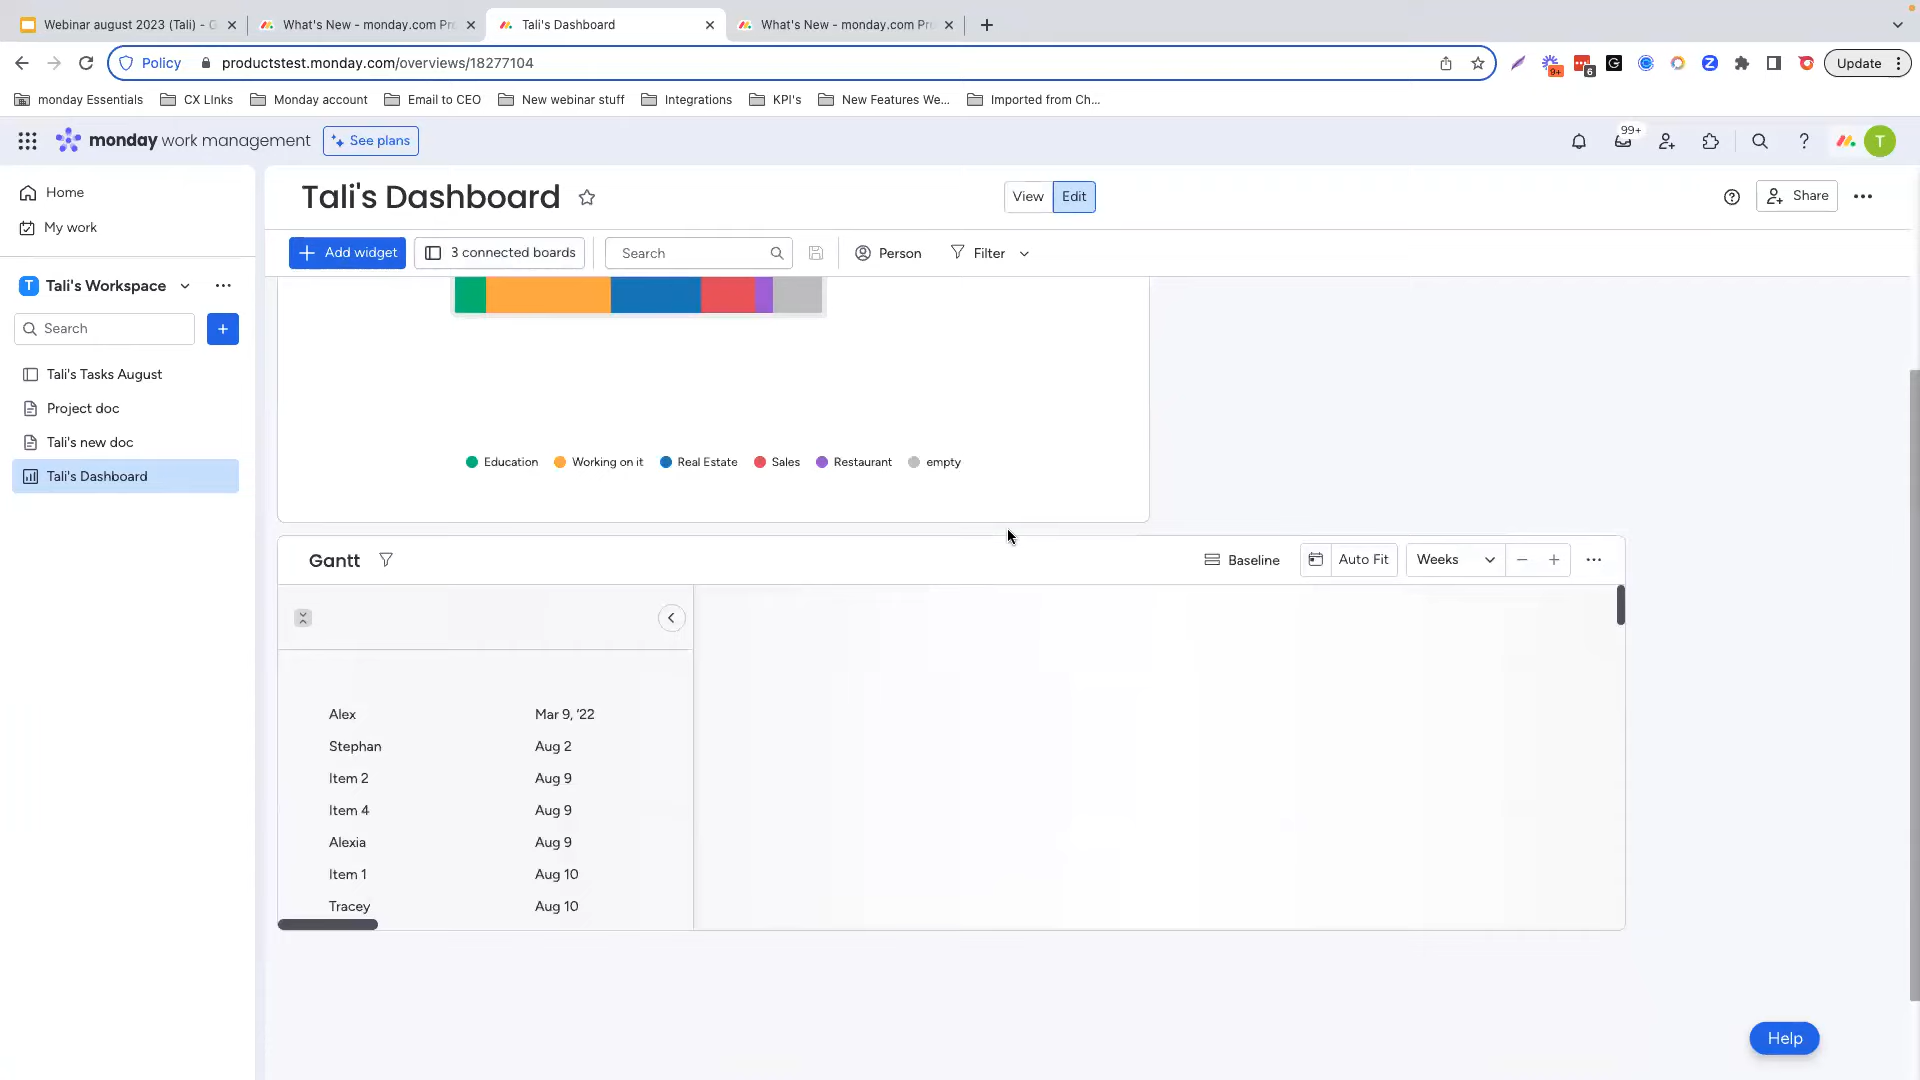 Webinar august 2023 (Tali) - G
What's New - monday.com Pr
Tali's Dashboard
What's New - monday.com Pr
Policy
productstest.monday.com/overviews/18277104
9+
6
Update
monday Essentials
CX LInks
Monday account
Email to CEO
New webinar stuff
Integrations
KPI's
New Features We...
Imported from Ch...
monday work management
See plans
99+
T
Home
My work
Tali's Dashboard
View
Edit
Share
Add widget
3 connected boards
Search
Person
Filter
T
Tali's Workspace
Search
Tali's Tasks August
Project doc
Tali's new doc
Tali's Dashboard
Education
Working on it
Real Estate
Sales
Restaurant
empty
Gantt
Baseline
Auto Fit
Weeks
Alex Mar 9, '22
Stephan Aug 2
Item 2 Aug 9
Item 4 Aug 9
Alexia Aug 9
Item 1 Aug 10
Tracey Aug 10
Help